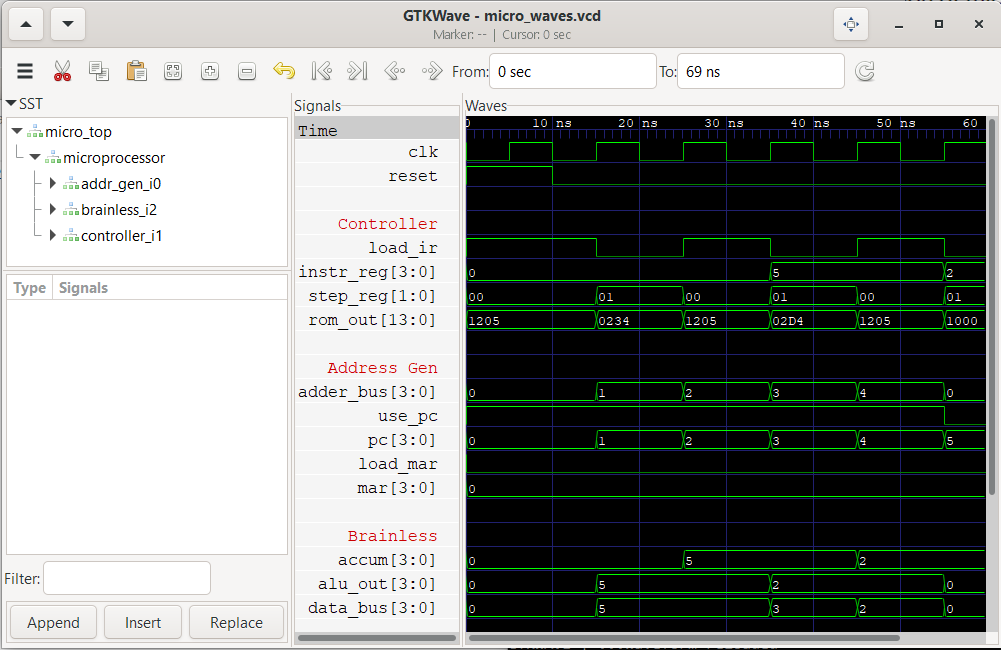 GTKWave - micro_waves.vcd
Marker: -- | Cursor: 0 sec
From: 0 sec To: 69 ns
SST
micro_top
microprocessor
addr_gen_i0
brainless_i2
controller_i1
Type Signals
Filter:
Append Insert Replace
Signals
Time
clk
reset
Controller
load_ir
instr_reg[3:0]
step_reg[1:0]
rom_out[13:0]
Address Gen
adder_bus[3:0]
use_pc
pc[3:0]
load_mar
mar[3:0]
Brainless
accum[3:0]
alu_out[3:0]
data_bus[3:0]
Waves
0 10 ns 20 ns 30 ns 40 ns 50 ns 60
0 5 2
00 01 00 01 00 01
1205 0234 1205 02D4 1205 1000
0 1 2 3 4 0
0 1 2 3 4 5
0
0 5 2
0 5 2 0
0 5 3 2 0